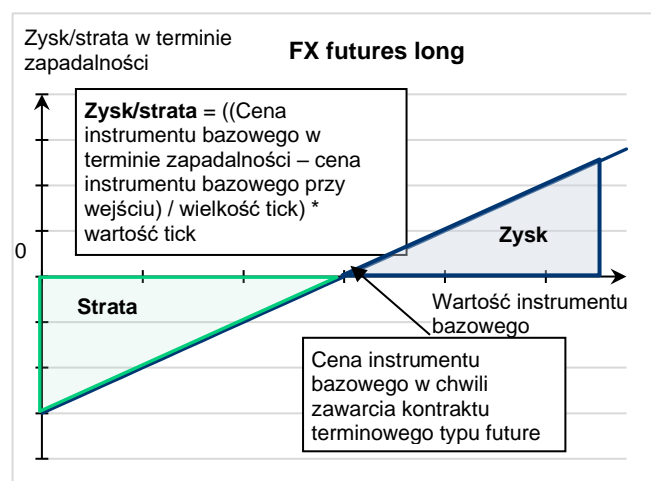 Zysk/strata w terminie
zapadalności
FX futures long
Zysk/strata = ((Cena
instrumentu bazowego w
terminie zapadalności – cena
instrumentu bazowego przy
wejściu) / wielkość tick) *
wartość tick
0
Zysk
Strata
Wartość instrumentu
bazowego
Cena instrumentu
bazowego w chwili
zawarcia kontraktu
terminowego typu future